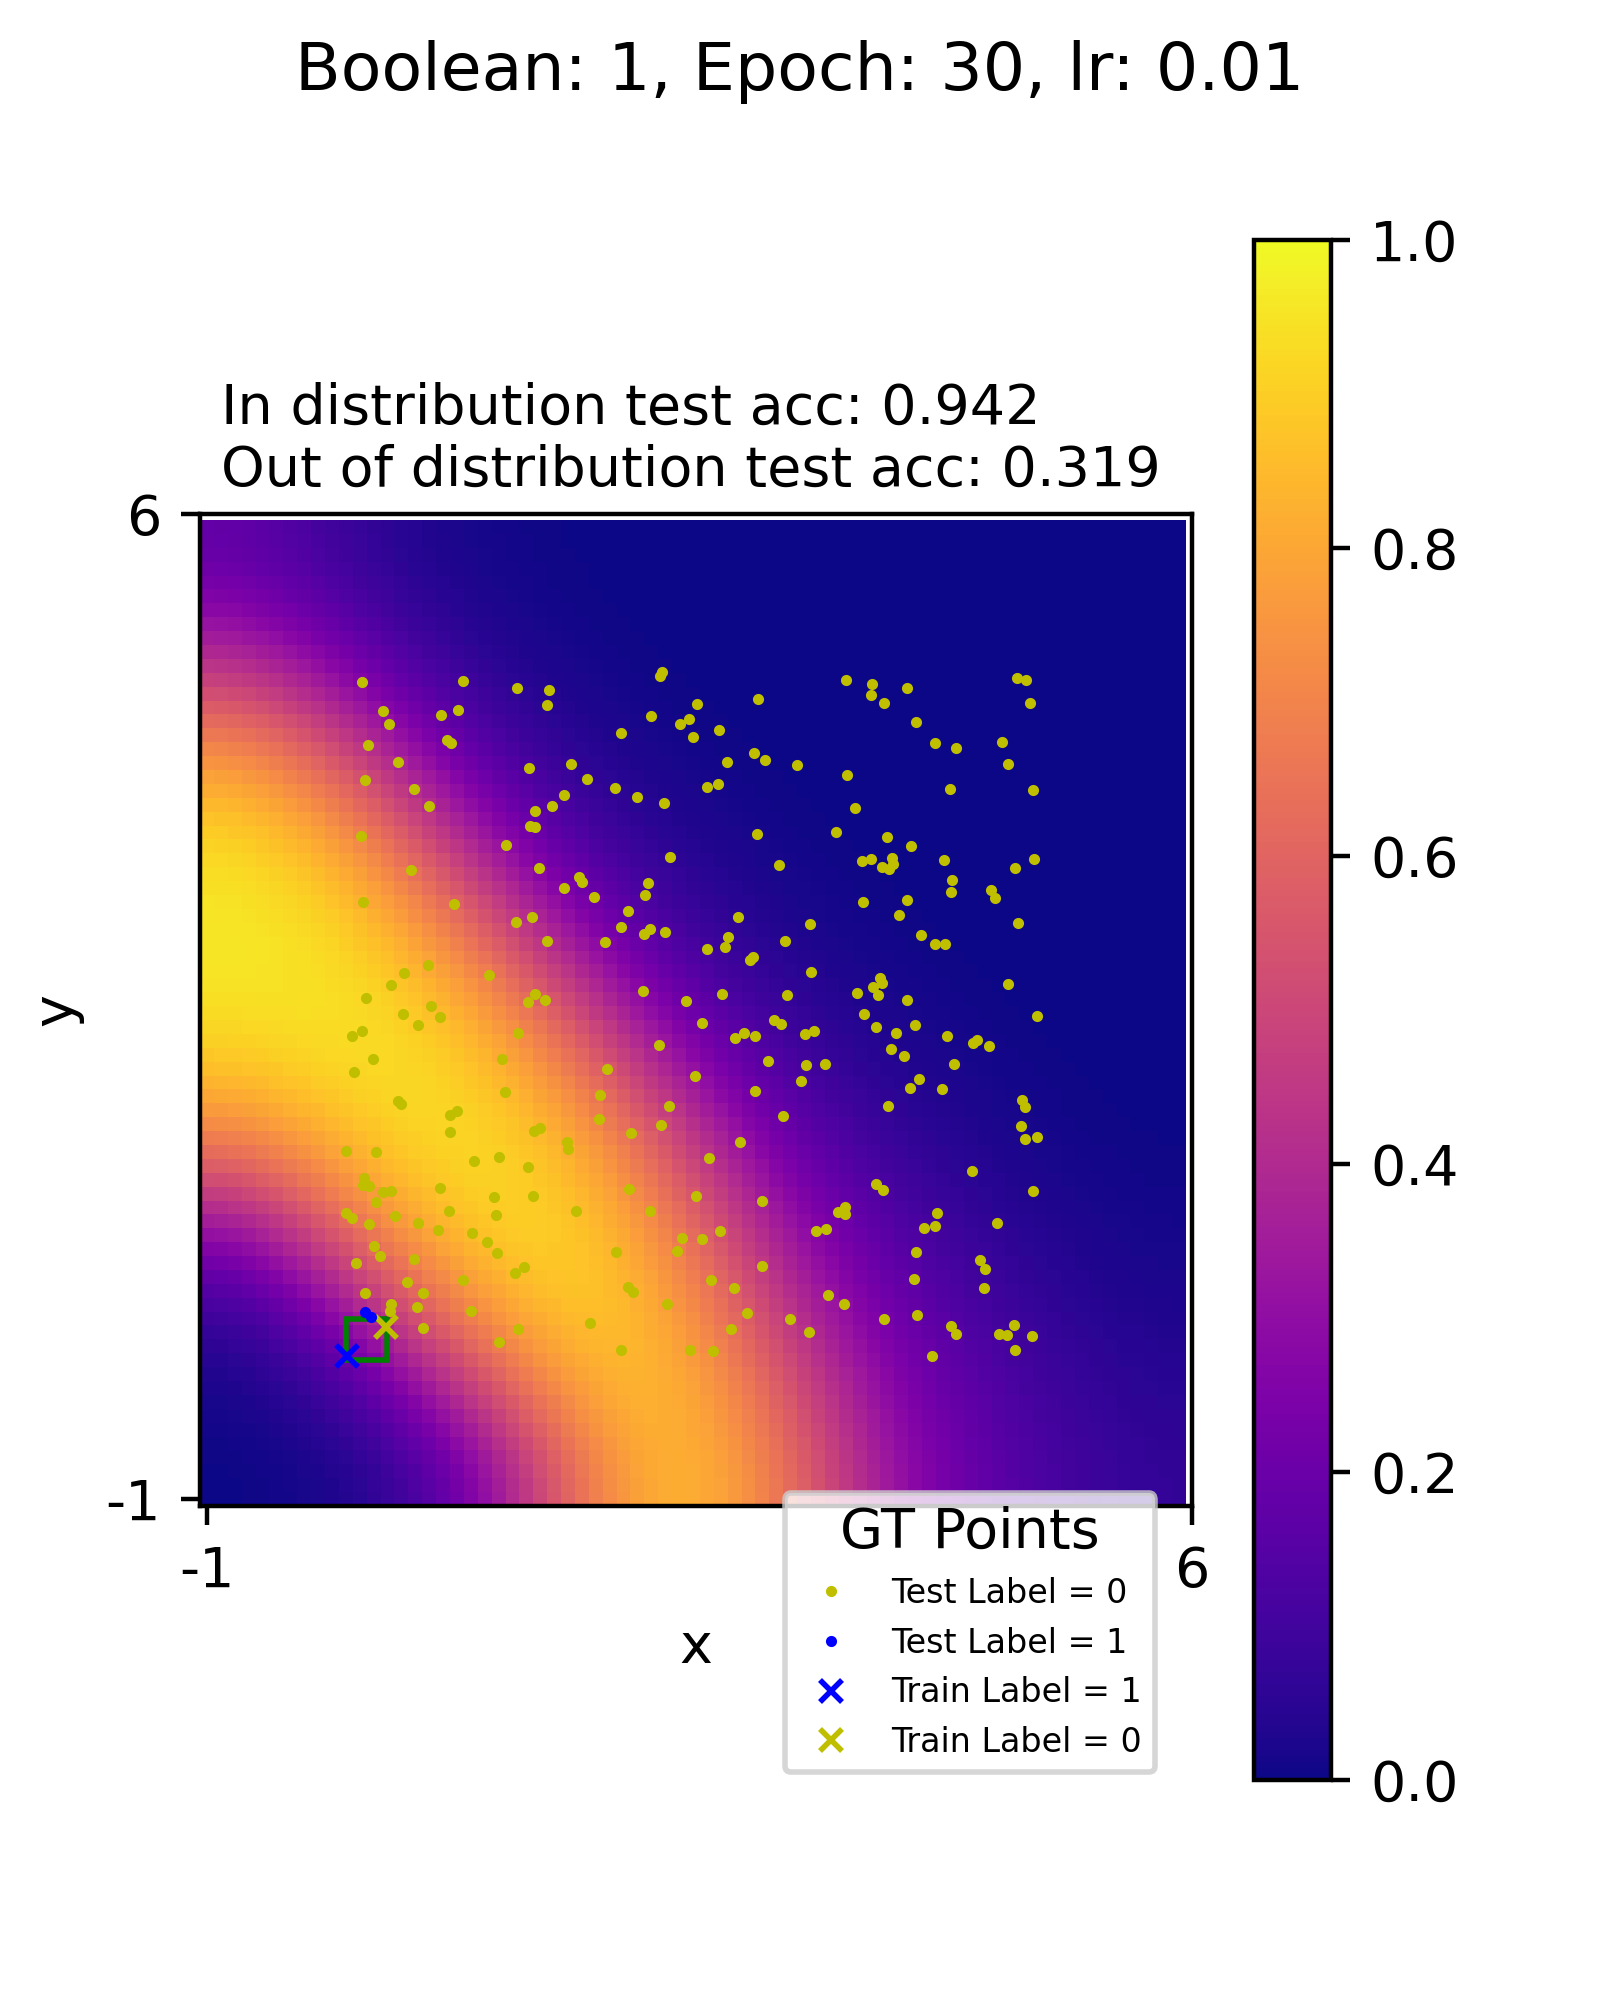 Boolean: 1, Epoch: 30, lr: 0.01
In distribution test acc: 0.942
Out of distribution test acc: 0.319
6
y
-1
-1
6
x
GT Points
Test Label = 0
Test Label = 1
Train Label = 1
Train Label = 0
1.0
0.8
0.6
0.4
0.2
0.0